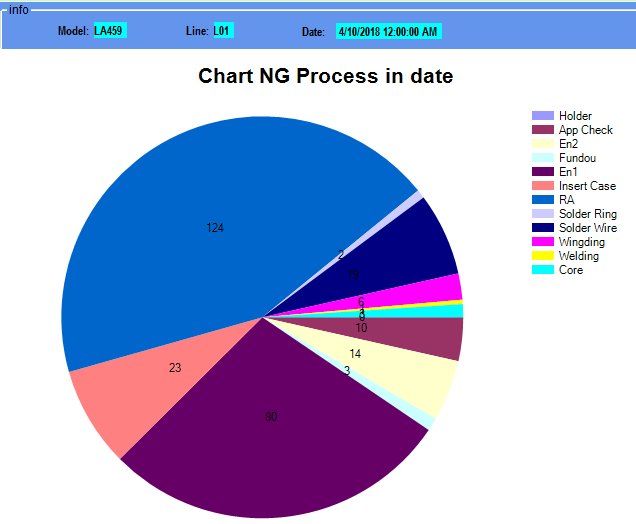 info
Model: LA459
Line: L01
Date: 4/10/2018 12:00:00 AM
Chart NG Process in date
Holder
App Check
En2
Fundou
En1
Insert Case
RA
Solder Ring
Solder Wire
Wingding
Welding
Core
124
2
19
6
10
14
3
23
80